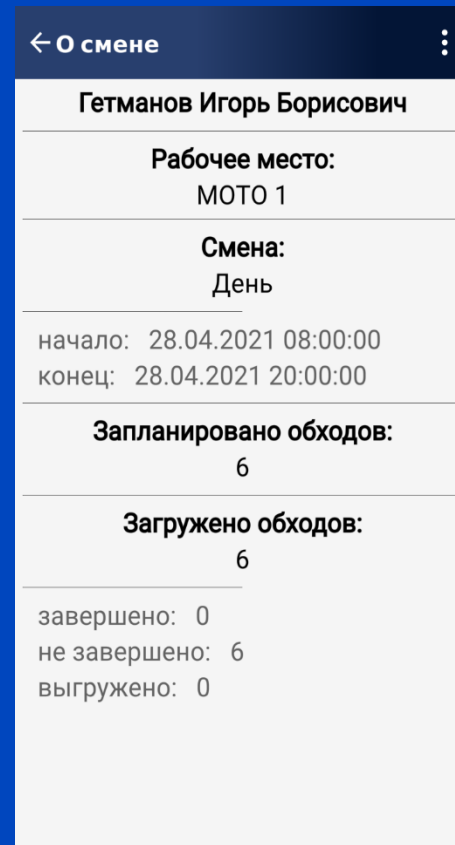 О смене
Гетманов Игорь Борисович
Рабочее место:
МОТО 1
Смена:
День
начало: 28.04.2021 08:00:00
конец: 28.04.2021 20:00:00
Запланировано обходов:
6
Загружено обходов:
6
завершено: 0
не завершено: 6
выгружено: 0